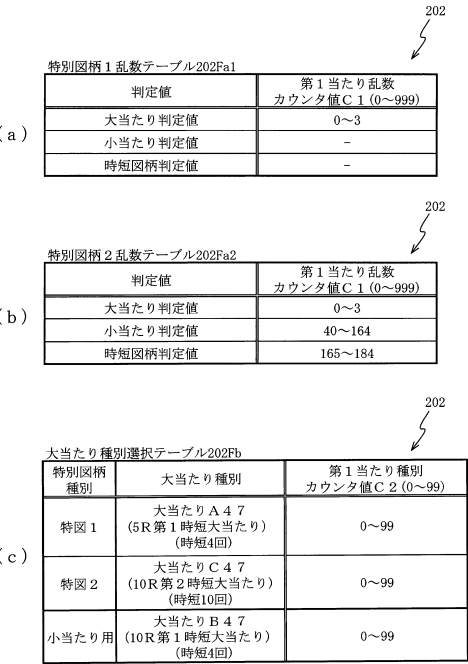 202
特別図柄1乱数テーブル202Fa1
判定値
第1当たり乱数
カウンタ値C1(0~999)
(a)
大当たり判定値
0~3
小当たり判定値
-
時短図柄判定値
-
202
特別図柄2乱数テーブル202Fa2
判定値
第1当たり乱数
カウンタ値C1(0~999)
(b)
大当たり判定値
0~3
小当たり判定値
40~164
時短図柄判定値
165~184
202
大当たり種別選択テーブル202Fb
特別図柄
種別
大当たり種別
第1当たり種別
カウンタ値C2(0~99)
(c)
特図1
大当たりA47
(5R第1時短大当たり)
(時短4回)
0~99
特図2
大当たりC47
(10R第2時短大当たり)
(時短10回)
0~99
小当たり用
大当たりB47
(10R第1時短大当たり)
(時短4回)
0~99